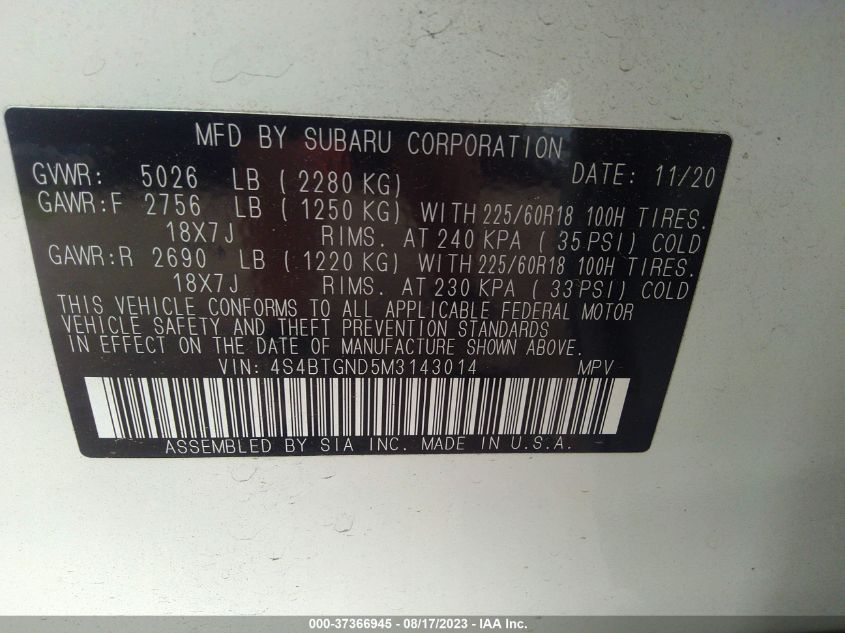 MFD BY SUBARU CORPORATION
GVWR: 5026 LB ( 2280 KG) DATE: 11/20
GAWR:F 2756 LB ( 1250 KG) WITH 225/60R18 100H TIRES.
18X7J RIMS. AT 240 KPA ( 35 PSI) COLD
GAWR:R 2690 LB ( 1220 KG) WITH 225/60R18 100H TIRES.
18X7J RIMS. AT 230 KPA ( 33 PSI) COLD
THIS VEHICLE CONFORMS TO ALL APPLICABLE FEDERAL MOTOR
VEHICLE SAFETY AND THEFT PREVENTION STANDARDS
IN EFFECT ON THE DATE OF MANUFACTURE SHOWN ABOVE.
VIN: 4S4BTGND5M3143014 MPV
ASSEMBLED BY SIA INC. MADE IN U.S.A.
000-37366945 - 08/17/2023 - IAA Inc.